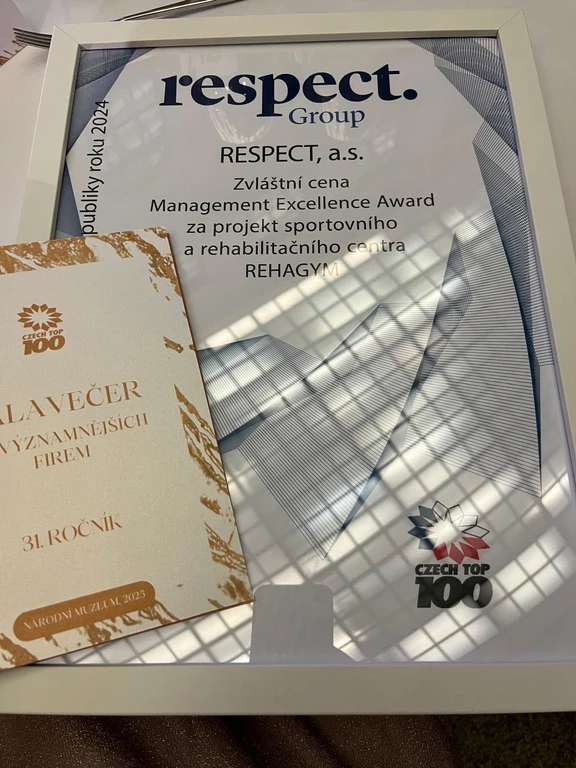 respect.
Group
RESPECT, a.s.
Zvláštní cena
Management Excellence Award
za projekt sportovního
a rehabilitačního centra
REHAGYM
publiky roku 2024
CZECH TOP
100
CZECH TOP
100
ALAVEČER
VÝZNAMNĚJŠÍCH
FIREM
31. ROČNÍK
NÁRODNÍ MUZEUM, 2025